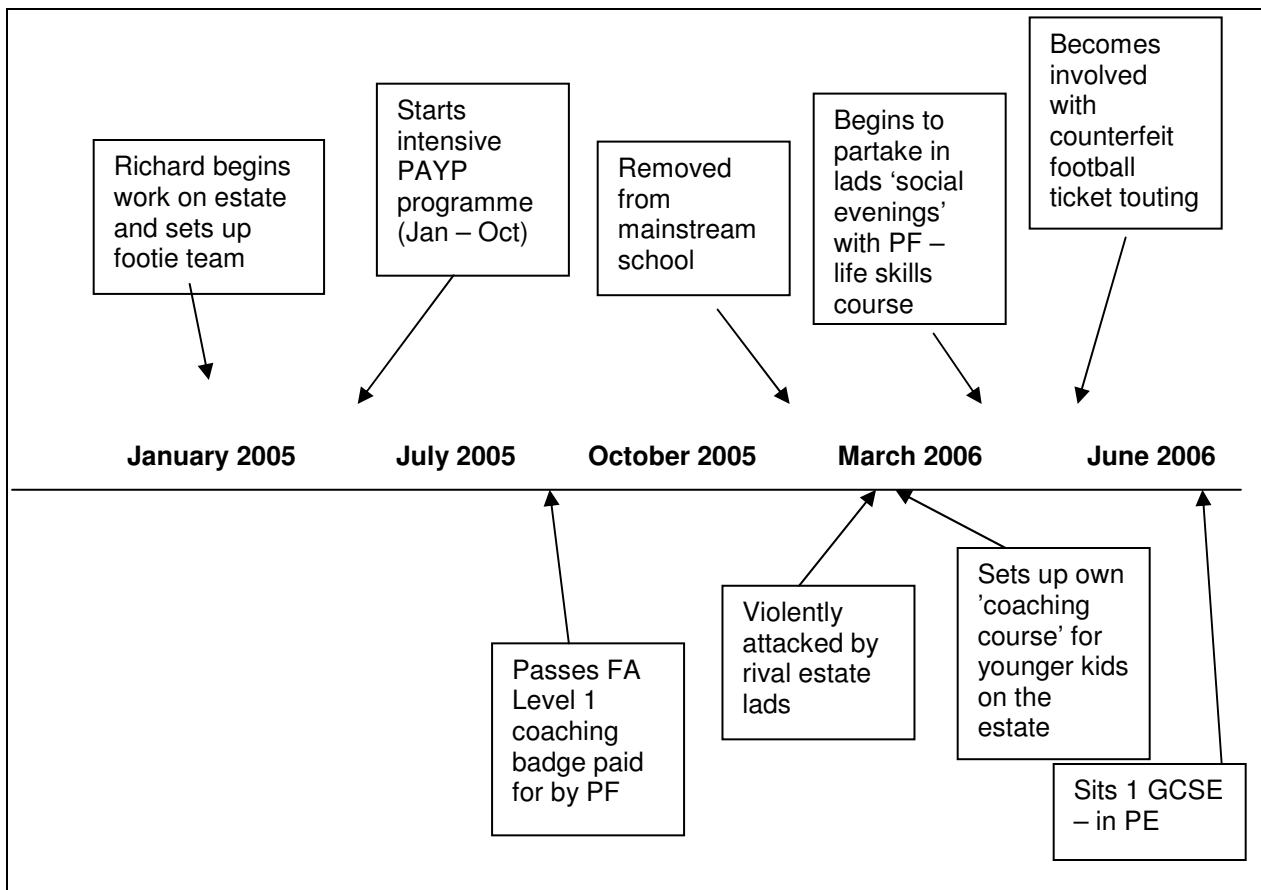 Richard begins
work on estate
and sets up
footie team
Starts
intensive
PAYP
programme
(Jan – Oct)
Removed
from
mainstream
school
Begins to
partake in
lads ‘social
evenings’
with PF –
life skills
course
Becomes
involved
with
counterfeit
football
ticket touting
January 2005
July 2005
October 2005
March 2006
June 2006
Passes FA
Level 1
coaching
badge paid
for by PF
Violently
attacked by
rival estate
lads
Sets up own
’coaching
course’ for
younger kids
on the
estate
Sits 1 GCSE
– in PE